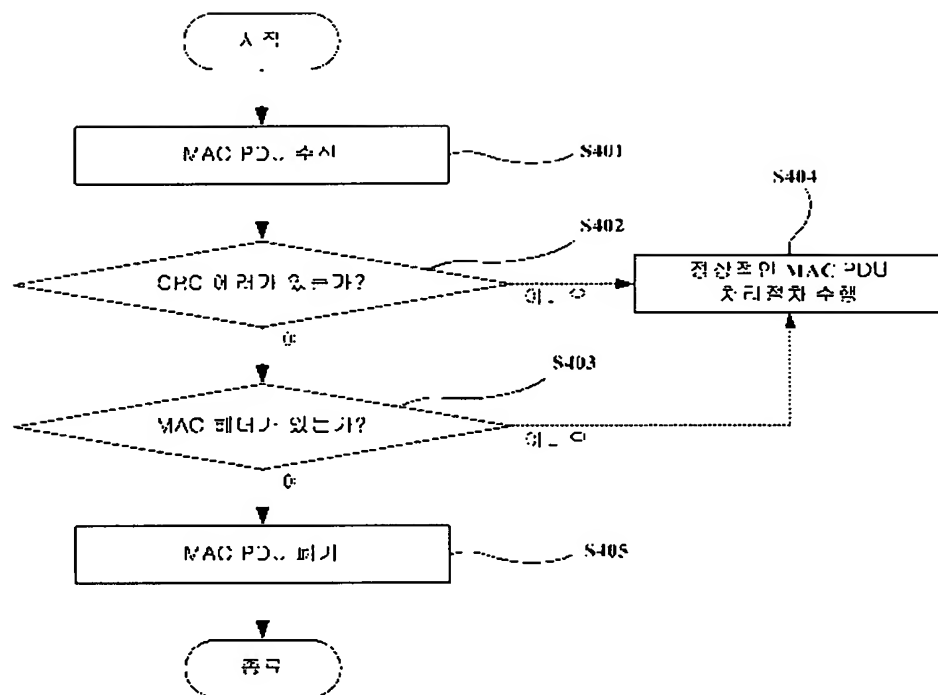 시작
MAC PDU 수신
S401
S404
S402
CRC 에러가 있는가?
정상적인 MAC PDU
처리절차 수행
아니오
예
S403
MAC 헤더가 있는가?
아니오
예
MAC PDU 폐기
S405
종료